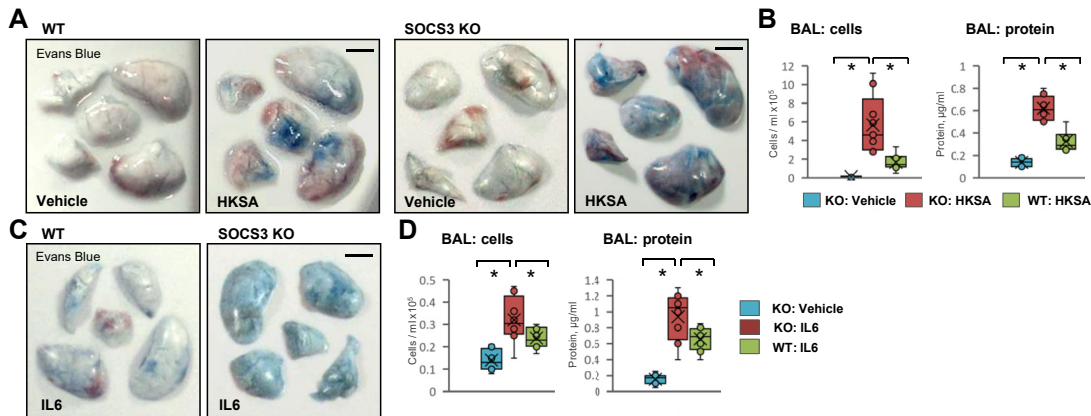 A
WT
SOCS3 KO
Evans Blue
Vehicle
HKSA
Vehicle
HKSA
B
BAL: cells
BAL: protein
Cells / ml x10⁵
12
10
8
6
4
2
0
* *
Protein, µg/ml
1
0.8
0.6
0.4
0.2
0
* *
KO: Vehicle
KO: HKSA
WT: HKSA
C
WT
SOCS3 KO
Evans Blue
IL6
IL6
D
BAL: cells
BAL: protein
Cells / ml x10⁵
0.5
0.4
0.3
0.2
0.1
0
* *
Protein, µg/ml
1.4
1.2
1
0.8
0.6
0.4
0.2
0
* *
KO: Vehicle
KO: IL6
WT: IL6